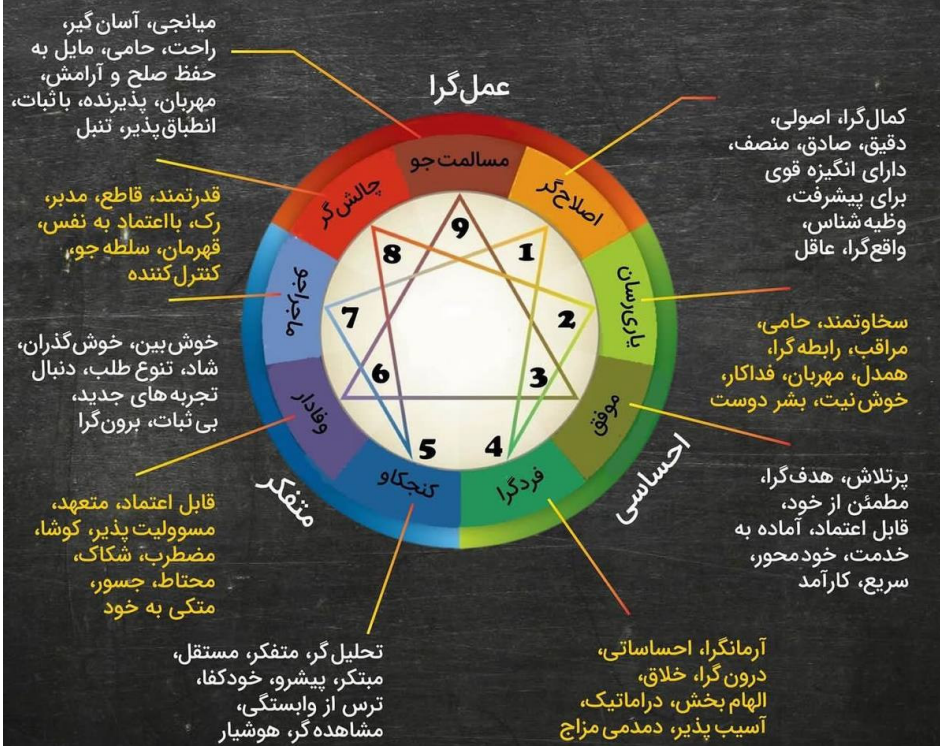 عمل‌گرا
احساسی
متفکر
مسالمت‌جو
9
میانجی، آسان گیر،
راحت، حامی، مایل به
حفظ صلح و آرامش،
مهربان، پذیرنده، باثبات،
انطباق‌پذیر، تنبل
اصلاح‌گر
1
کمال‌گرا، اصولی،
دقیق، صادق، منصف،
دارای انگیزه قوی
برای پیشرفت،
وظیه‌شناس،
واقع‌گرا، عاقل
یاری‌رسان
2
سخاوتمند، حامی،
مراقب، رابطه‌گرا،
همدل، مهربان، فداکار،
خوش‌نیت، بشر دوست
موفق
3
پرتلاش، هدف‌گرا،
مطمئن از خود،
قابل اعتماد، آماده به
خدمت، خودمحور،
سریع، کارآمد
فردگرا
4
آرمانگرا، احساساتی،
درون‌گرا، خلاق،
الهام بخش، دراماتیک،
آسیب پذیر، دمدمی مزاج
کنجکاو
5
تحلیل‌گر، متفکر، مستقل،
مبتکر، پیشرو، خودکفا،
ترس از وابستگی،
مشاهده‌گر، هوشیار
وفادار
6
قابل اعتماد، متعهد،
مسوولیت پذیر، کوشا،
مضطرب، شکاک،
محتاط، جسور،
متکی به خود
ماجراجو
7
خوش‌بین، خوش‌گذران،
شاد، تنوع طلب، دنبال
تجربه‌های جدید،
بی‌ثبات، برون‌گرا
چالش‌گر
8
قدرتمند، قاطع، مدبر،
رک، بااعتماد به نفس،
قهرمان، سلطه‌جو،
کنترل‌کننده